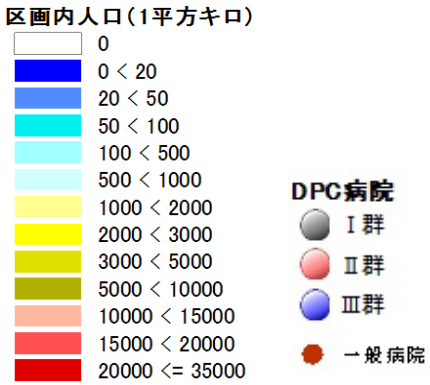 区画内人口(1平方キロ)
0
0 < 20
20 < 50
50 < 100
100 < 500
500 < 1000
1000 < 2000
2000 < 3000
3000 < 5000
5000 < 10000
10000 < 15000
15000 < 20000
20000 <= 35000
DPC病院
Ⅰ群
Ⅱ群
Ⅲ群
一般病院